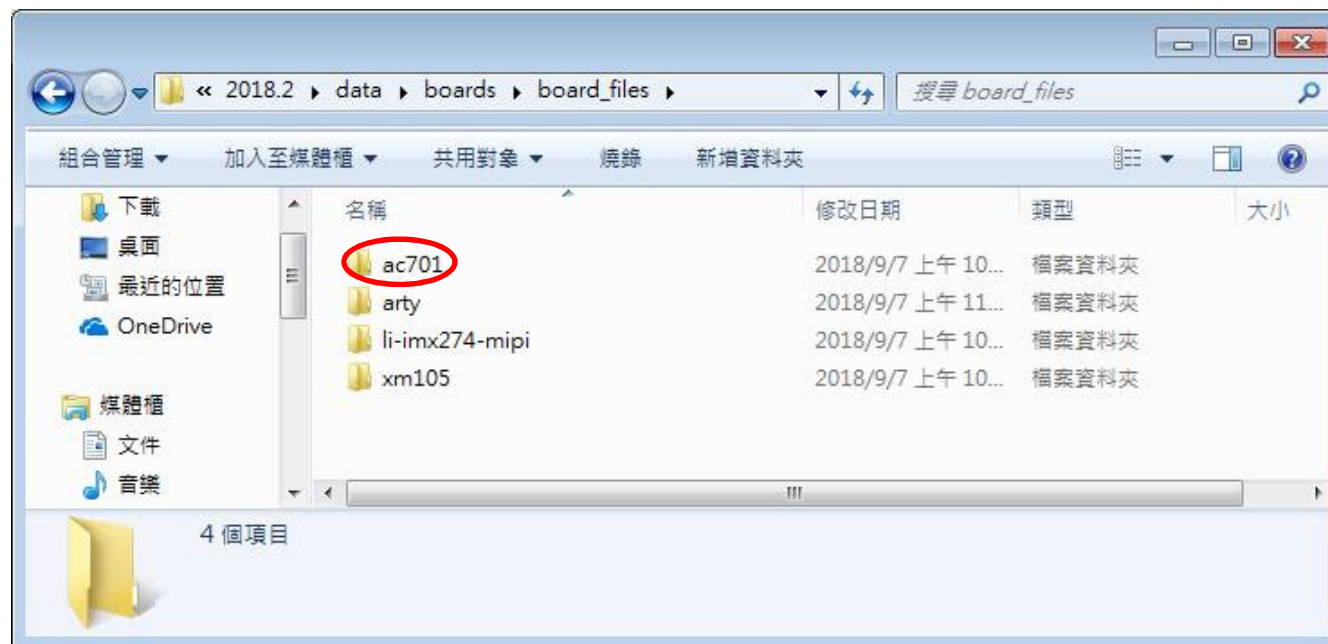 « 2018.2 ▸ data ▸ boards ▸ board_files ▸ 搜尋 board_files
組合管理 ▼ 加入至媒體櫃 ▼ 共用對象 ▼ 燒錄 新增資料夾
下載
桌面
最近的位置
OneDrive
媒體櫃
文件
音樂
名稱 修改日期 類型 大小
ac701 2018/9/7 上午 10... 檔案資料夾
arty 2018/9/7 上午 11... 檔案資料夾
li-imx274-mipi 2018/9/7 上午 10... 檔案資料夾
xm105 2018/9/7 上午 10... 檔案資料夾
4 個項目